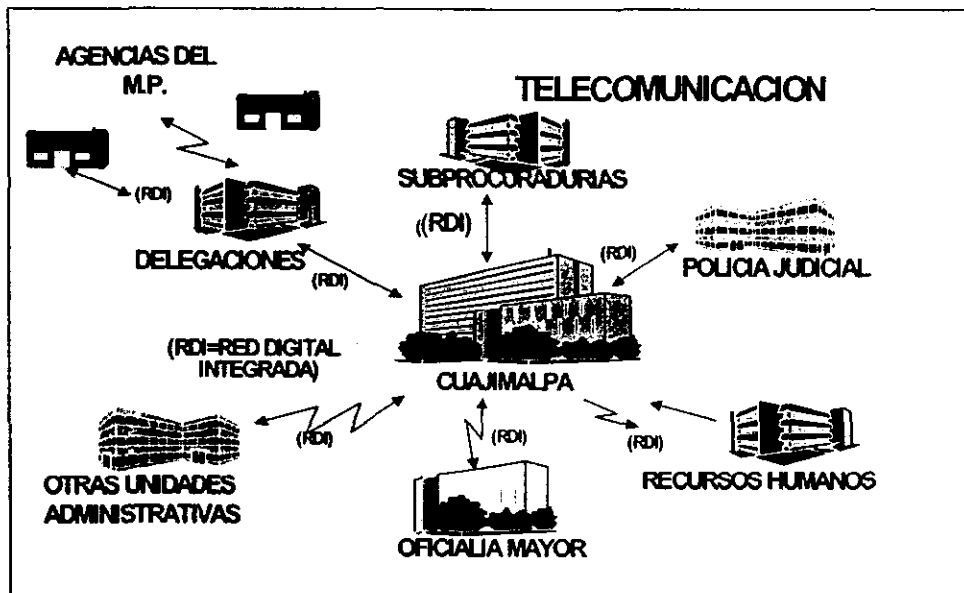 AGENCIAS DEL
M.P.
TELECOMUNICACION
SUBPROCURADURIAS
(RDI)
((RDI)
DELEGACIONES
(RDI)
(RDI)
POLICIA JUDICIAL
(RDI=RED DIGITAL
INTEGRADA)
CUAJIMALPA
(RDI)
(RDI)
(RDI)
OTRAS UNIDADES
ADMINISTRATIVAS
RECURSOS HUMANOS
OFICIALIA MAYOR